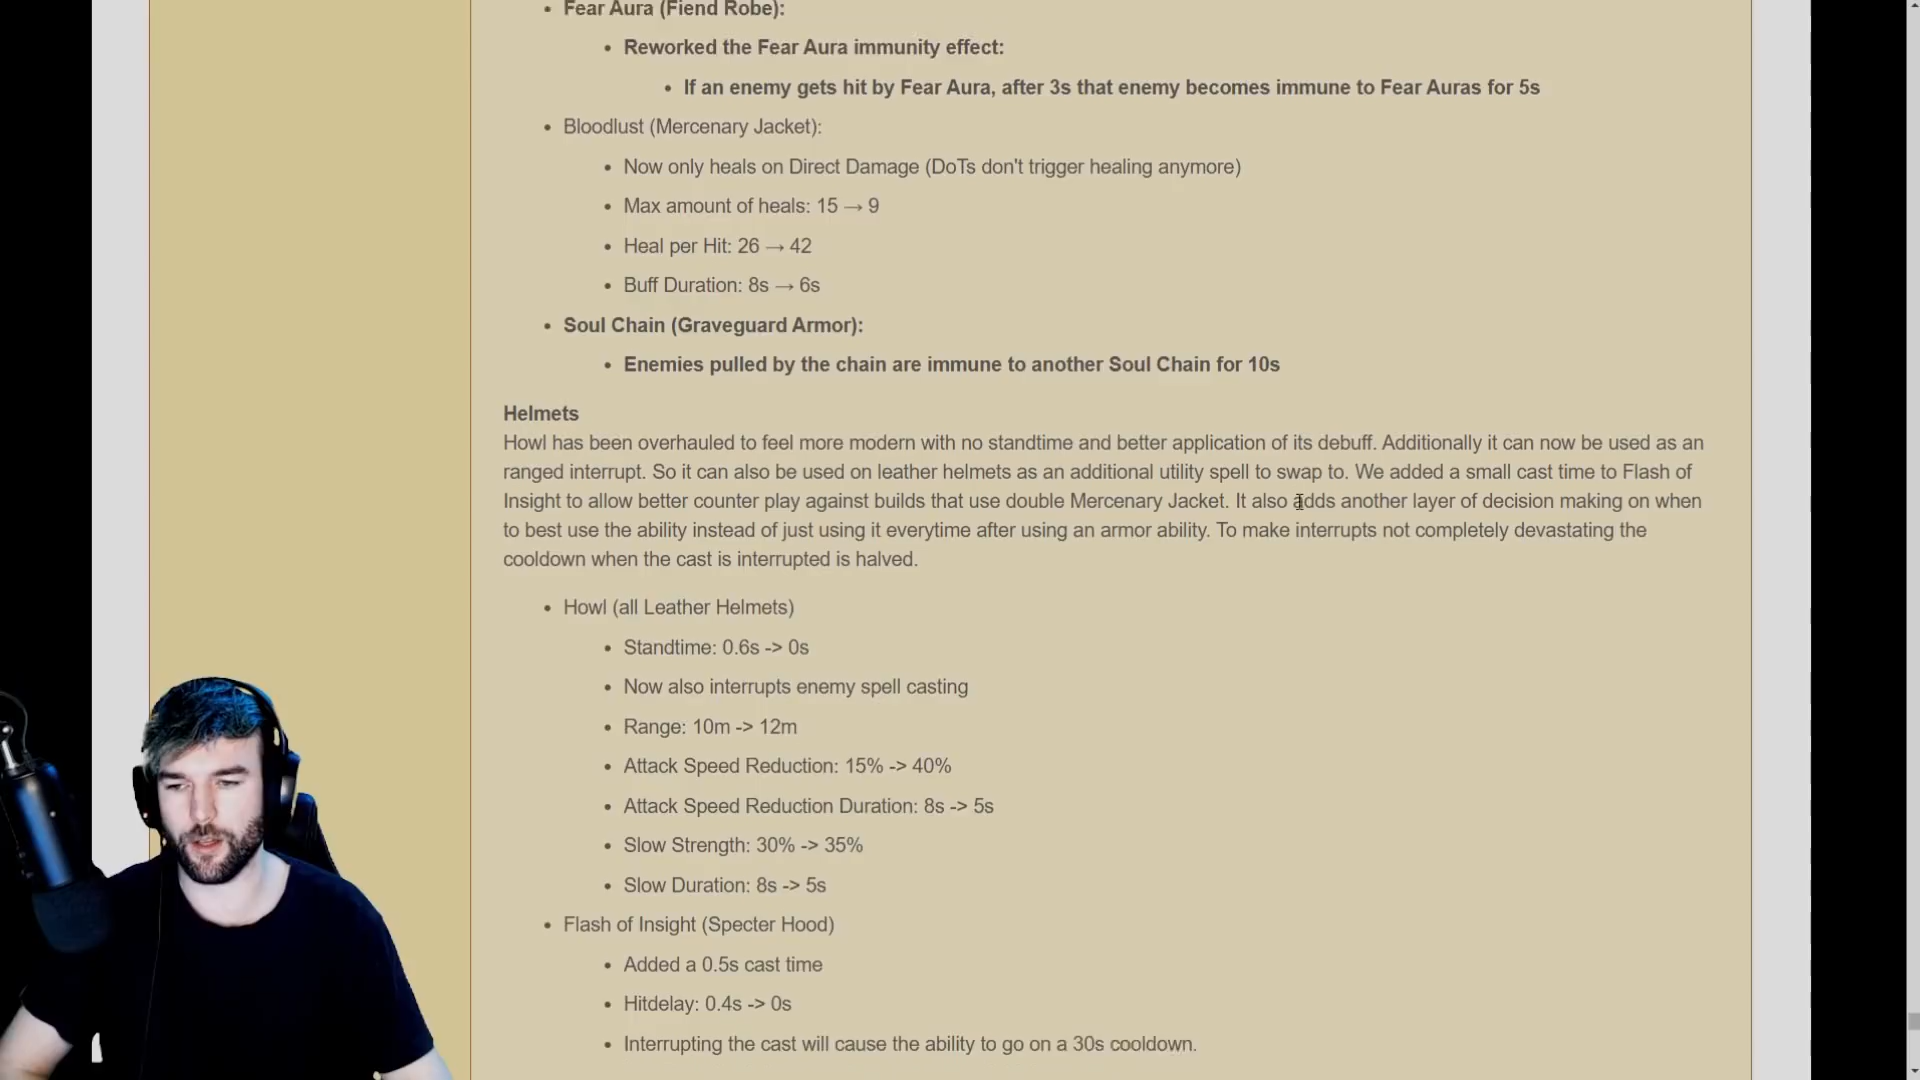 Fear Aura (Fiend Robe):
Reworked the Fear Aura immunity effect:
If an enemy gets hit by Fear Aura, after 3s that enemy becomes immune to Fear Auras for 5s
Bloodlust (Mercenary Jacket):
Now only heals on Direct Damage (DoTs don't trigger healing anymore)
Max amount of heals: 15 → 9
Heal per Hit: 26 → 42
Buff Duration: 8s → 6s
Soul Chain (Graveguard Armor):
Enemies pulled by the chain are immune to another Soul Chain for 10s
Helmets
Howl has been overhauled to feel more modern with no standtime and better application of its debuff. Additionally it can now be used as an
ranged interrupt. So it can also be used on leather helmets as an additional utility spell to swap to. We added a small cast time to Flash of
Insight to allow better counter play against builds that use double Mercenary Jacket. It also adds another layer of decision making on when
to best use the ability instead of just using it everytime after using an armor ability. To make interrupts not completely devastating the
cooldown when the cast is interrupted is halved.
Howl (all Leather Helmets)
Standtime: 0.6s -> 0s
Now also interrupts enemy spell casting
Range: 10m -> 12m
Attack Speed Reduction: 15% -> 40%
Attack Speed Reduction Duration: 8s -> 5s
Slow Strength: 30% -> 35%
Slow Duration: 8s -> 5s
Flash of Insight (Specter Hood)
Added a 0.5s cast time
Hitdelay: 0.4s -> 0s
Interrupting the cast will cause the ability to go on a 30s cooldown.